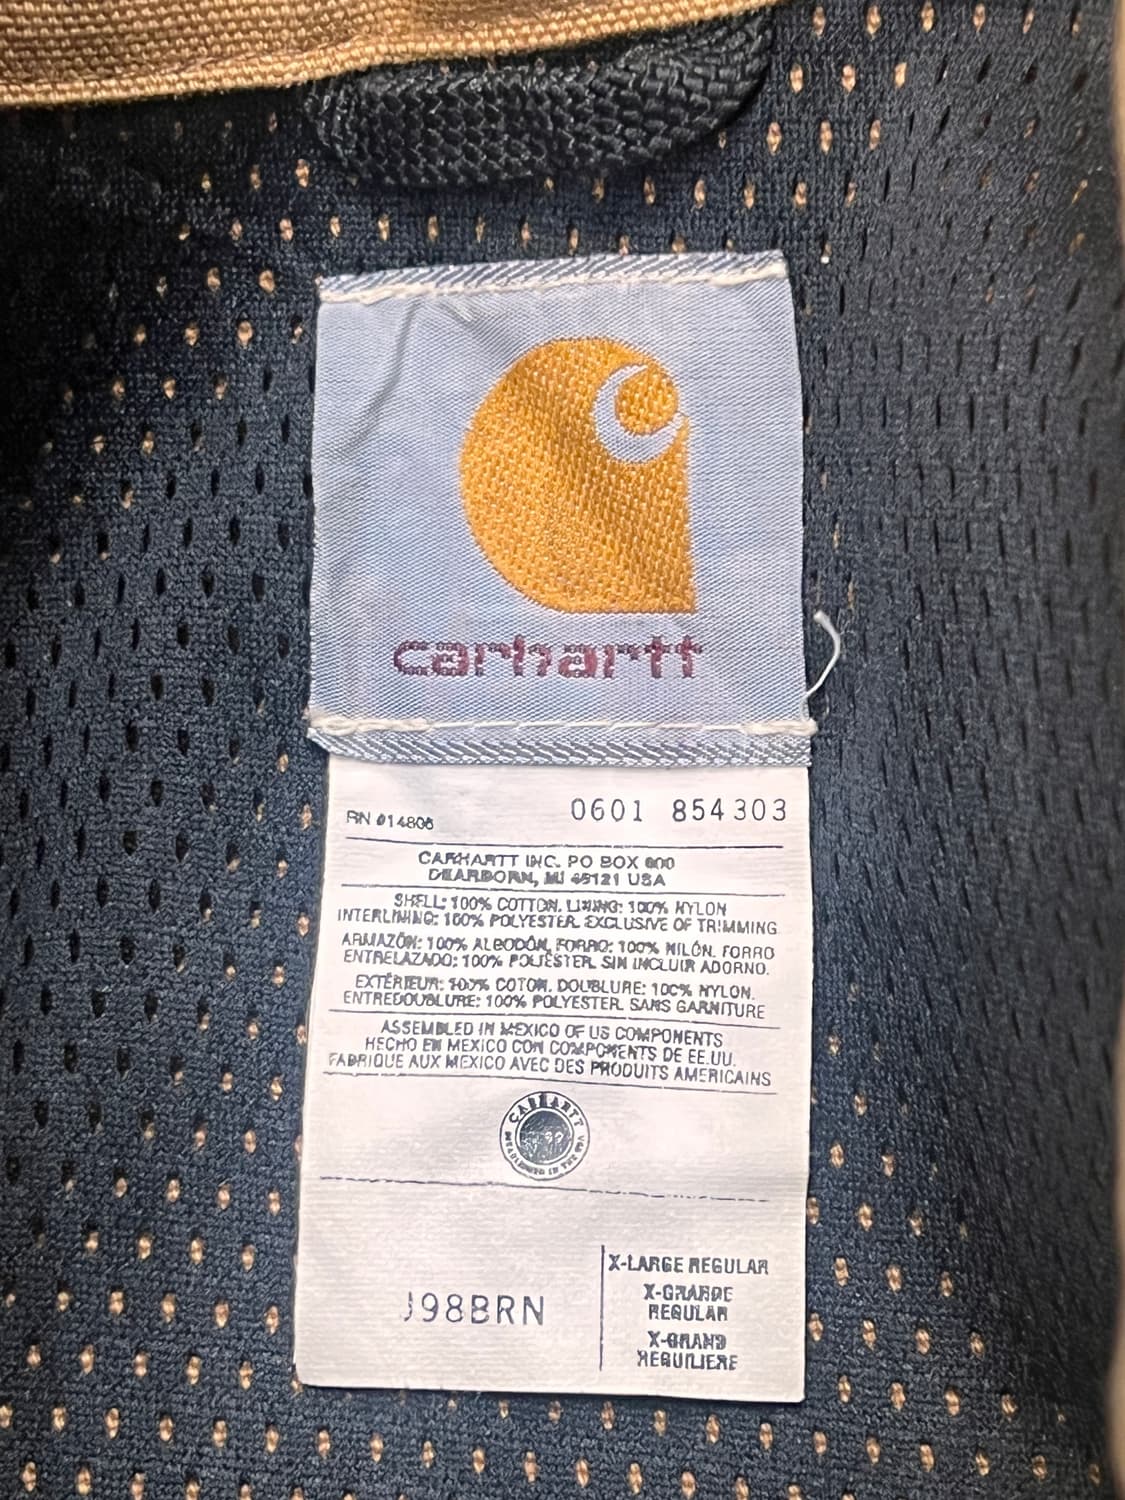 carhartt
RN #14806
0601 854303
CARHARTT INC. PO BOX 600
DEARBORN, MI 48121 USA
SHELL: 100% COTTON. LINING: 100% NYLON
INTERLINING: 100% POLYESTER. EXCLUSIVE OF TRIMMING
ARMAZÓN: 100% ALGODÓN, FORRO: 100% NILÓN. FORRO
ENTRELAZADO: 100% POLIÉSTER. SIN INCLUIR ADORNO.
EXTÉRIEUR: 100% COTON. DOUBLURE: 100% NYLON.
ENTREDOUBLURE: 100% POLYESTER. SANS GARNITURE
ASSEMBLED IN MEXICO OF US COMPONENTS
HECHO EN MEXICO CON COMPONENTS DE EE.UU.
FABRIQUE AUX MEXICO AVEC DES PRODUITS AMERICAINS
CARHARTT
J98BRN
X-LARGE REGULAR
X-GRANDE
REGULAR
X-GRAND
REGULIERE